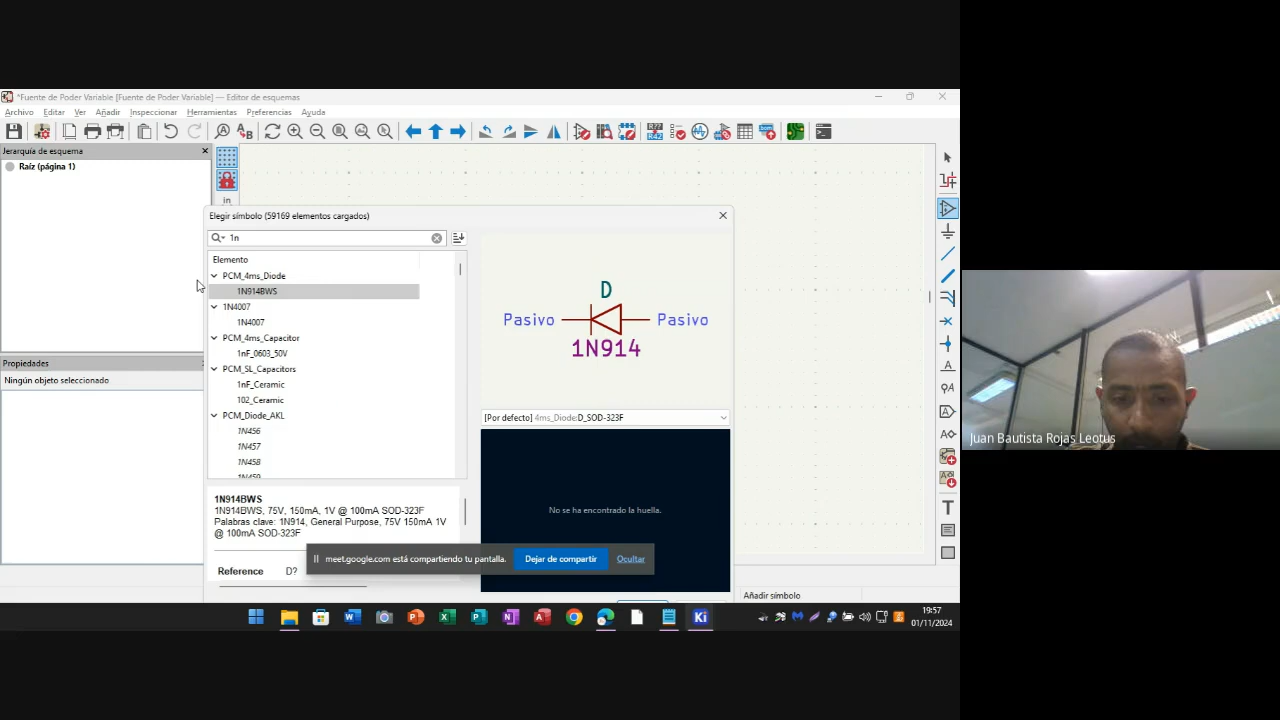 *Fuente de Poder Variable [Fuente de Poder Variable] — Editor de esquemas
Archivo Editar Ver Añadir Inspeccionar Herramientas Preferencias Ayuda
Jerarquía de esquema
Raíz (página 1)
in
Elegir símbolo (59169 elementos cargados)
1n
Elemento
PCM_4ms_Diode
1N914BWS
1N4007
1N4007
PCM_4ms_Capacitor
1nF_0603_50V
PCM_SL_Capacitors
1nF_Ceramic
102_Ceramic
PCM_Diode_AKL
1N456
1N457
1N458
1N459
D
Pasivo
Pasivo
1N914
[Por defecto] 4ms_Diode:D_SOD-323F
No se ha encontrado la huella.
1N914BWS
1N914BWS, 75V, 150mA, 1V @ 100mA SOD-323F
Palabras clave: 1N914, General Purpose, 75V 150mA 1V
@ 100mA SOD-323F
Reference D?
Propiedades
Ningún objeto seleccionado
meet.google.com está compartiendo tu pantalla. Dejar de compartir Ocultar
Añadir símbolo
19:57
01/11/2024
Juan Bautista Rojas Leotus